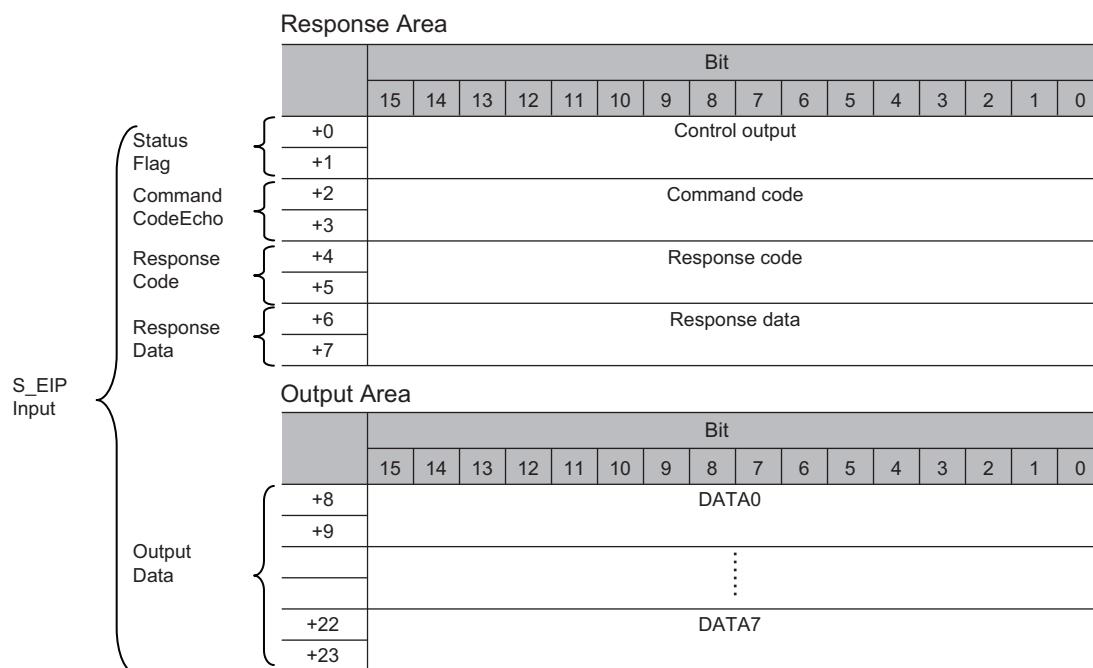 Response Area
Bit
15 14 13 12 11 10 9 8 7 6 5 4 3 2 1 0
Status
Flag
+0 Control output
+1
Command
CodeEcho
+2 Command code
+3
Response
Code
+4 Response code
+5
Response
Data
+6 Response data
+7
S_EIP
Input
Output Area
Bit
15 14 13 12 11 10 9 8 7 6 5 4 3 2 1 0
+8 DATA0
+9
Output
Data
+22 DATA7
+23